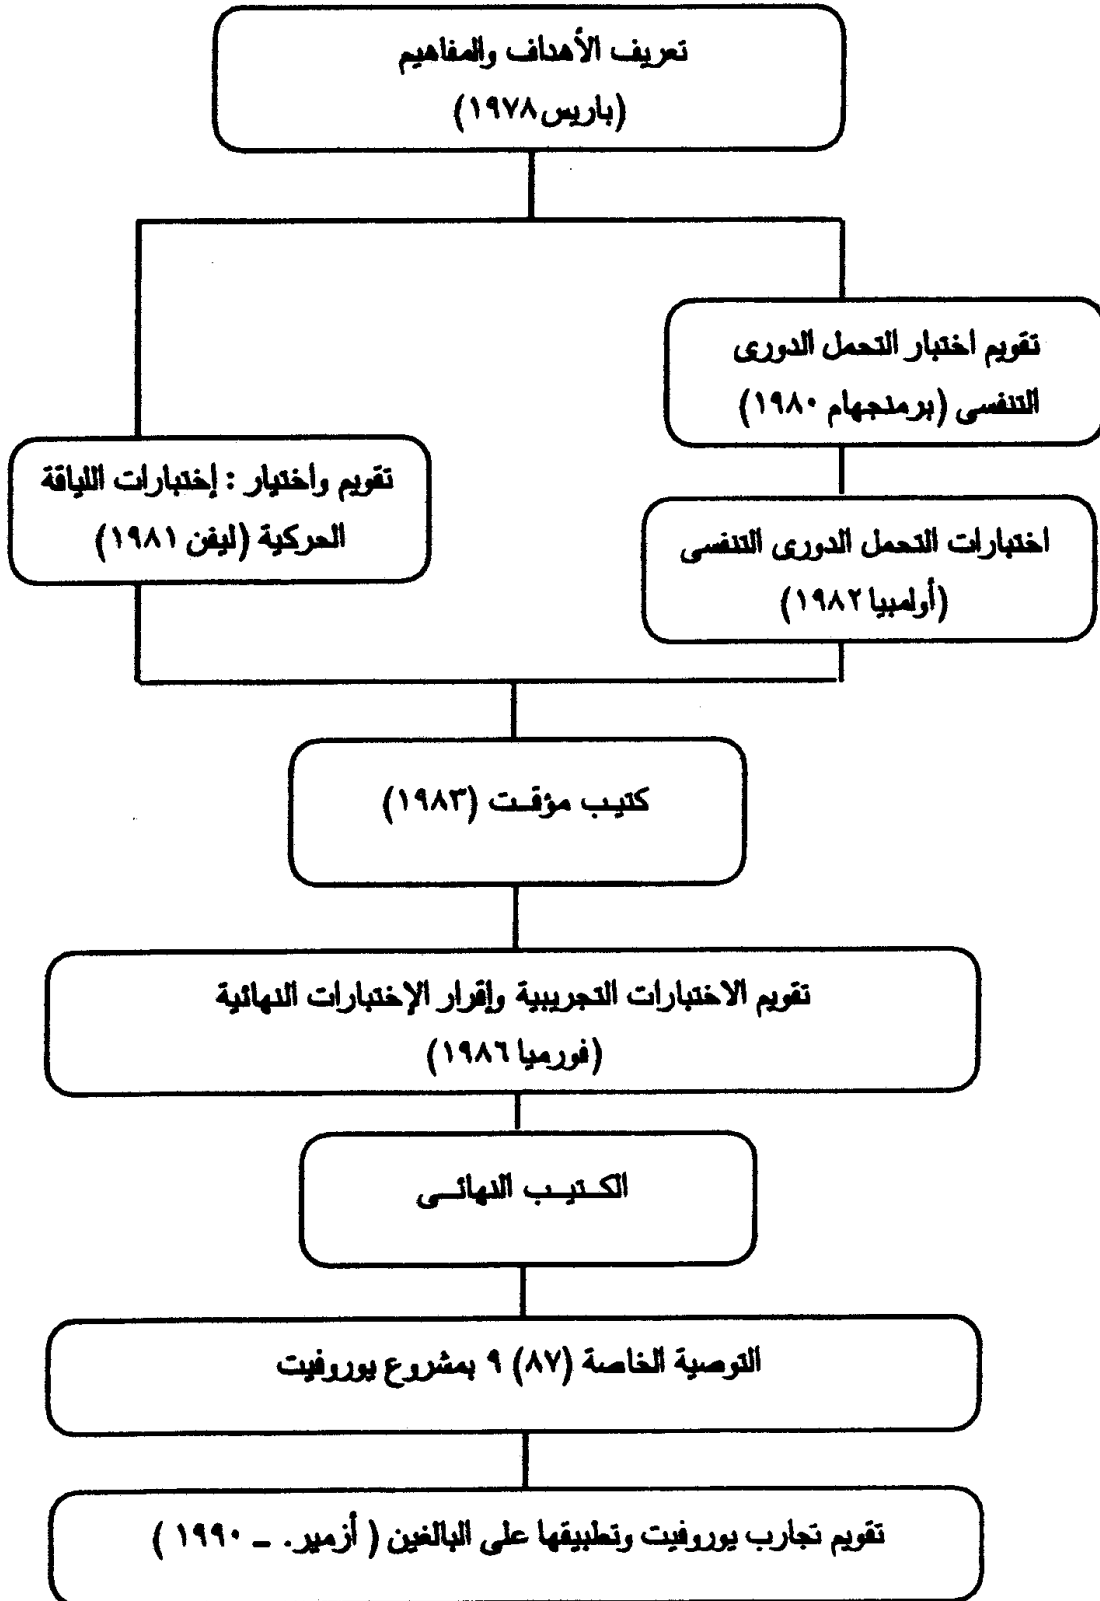 تعريف الأهداف والمفاهيم
(باريس ١٩٧٨)
تقويم اختبار التحمل الدورى
التنفسى (برمنجهام ١٩٨٠)
تقويم واختيار : إختبارات اللياقة
الحركية (ليفن ١٩٨١)
اختبارات التحمل الدورى التنفسى
(أولمبيا ١٩٨٢)
كتيب مؤقت (١٩٨٣)
تقويم الاختبارات التجريبية وإقرار الإختبارات النهائية
(فورميا ١٩٨٦)
الكتيب النهائى
التوصية الخاصة (٨٧) ٩ بمشروع يوروفيت
تقويم تجارب يوروفيت وتطبيقها على البالغين ( أزمير. - ١٩٩٠ )